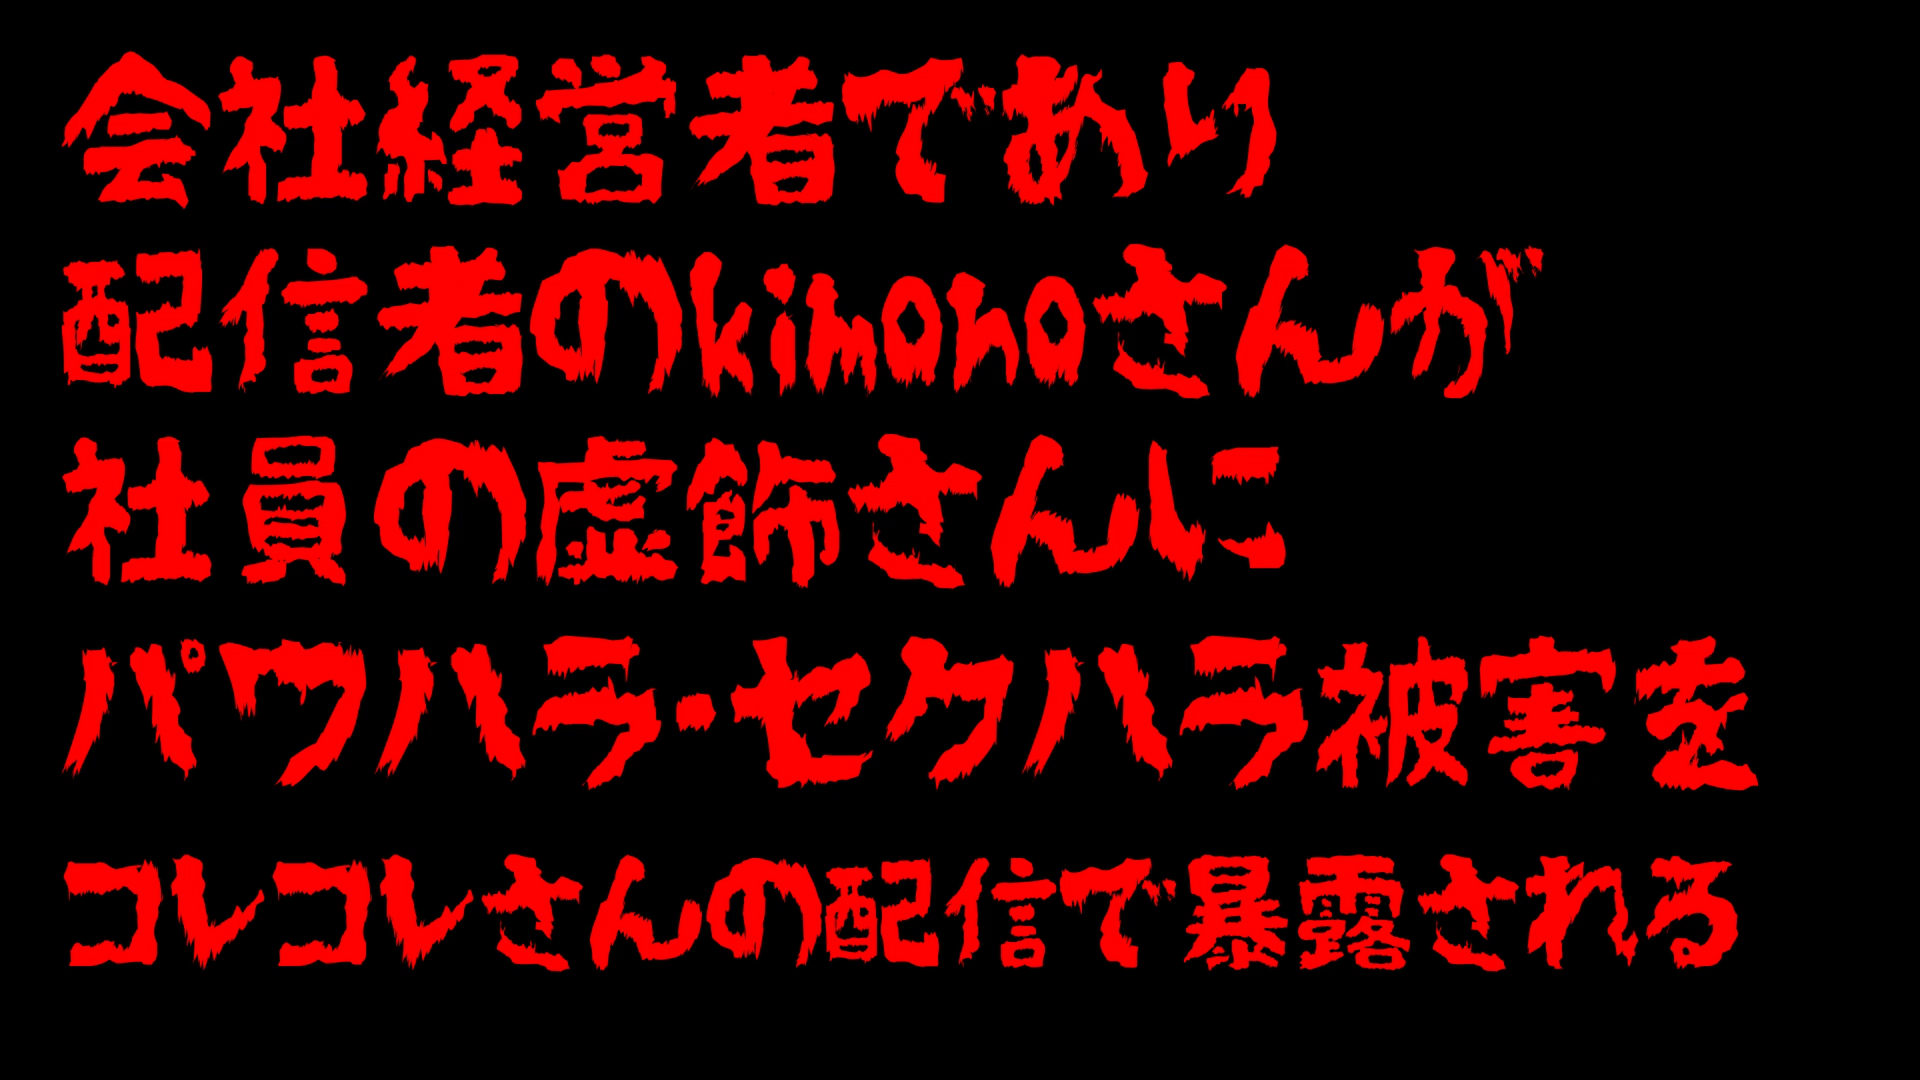 会社経営者であり
配信者のkimonoさんが
社員の虚飾さんに
パワハラ・セクハラ被害を
コレコレさんの配信で暴露される